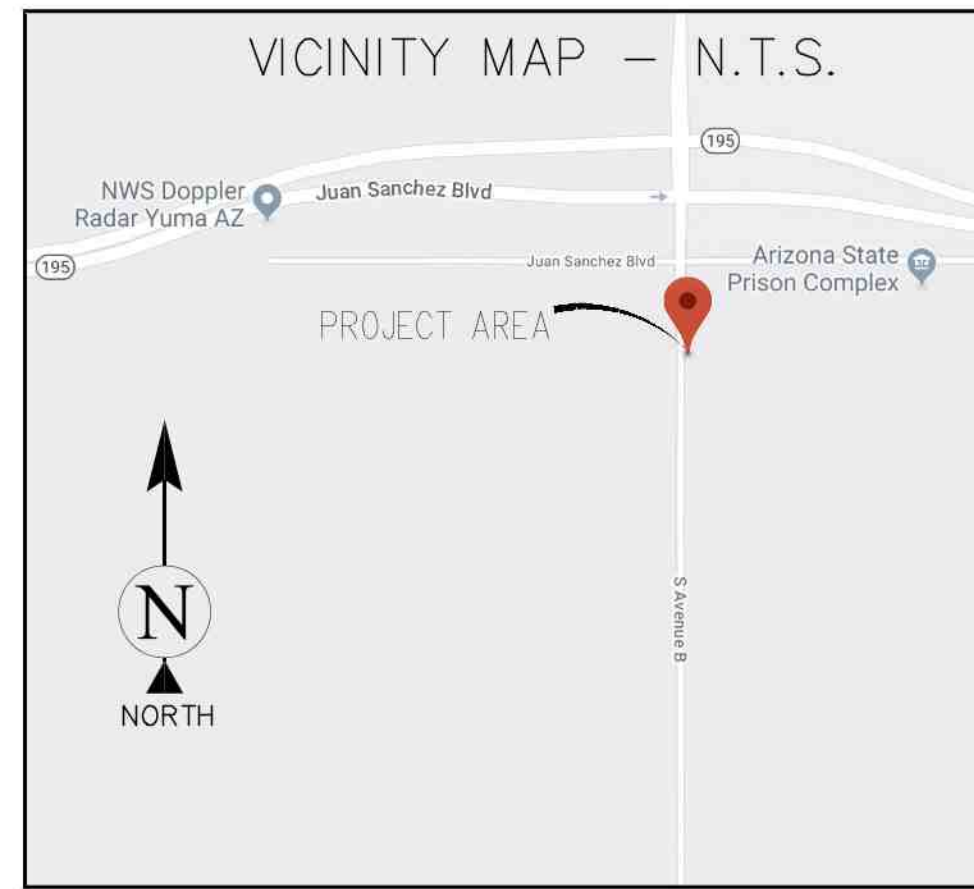 VICINITY MAP – N.T.S.
195
NWS Doppler
Radar Yuma AZ
Juan Sanchez Blvd
195
Juan Sanchez Blvd
Arizona State
Prison Complex
PROJECT AREA
N
NORTH
S Avenue B